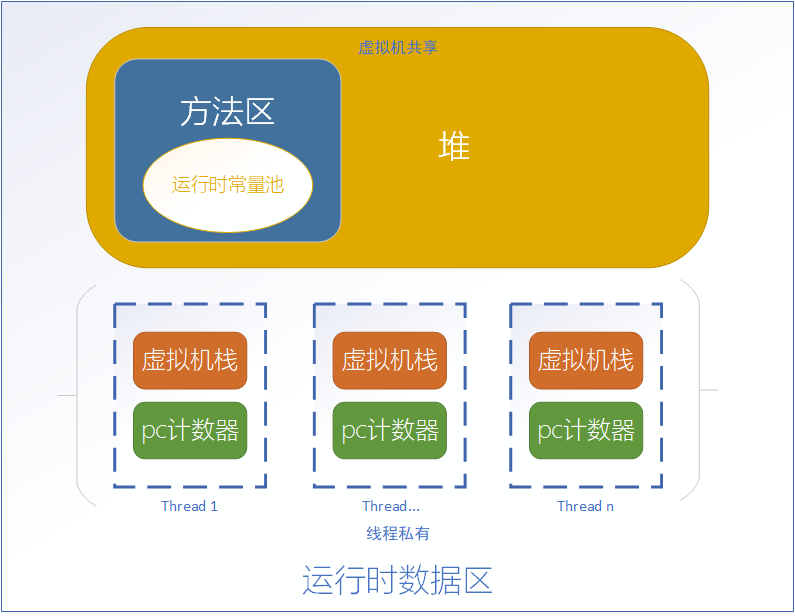 虚拟机共享
方法区
堆
运行时常量池
虚拟机栈
虚拟机栈
虚拟机栈
pc计数器
pc计数器
pc计数器
Thread 1
Thread...
Thread n
线程私有
运行时数据区